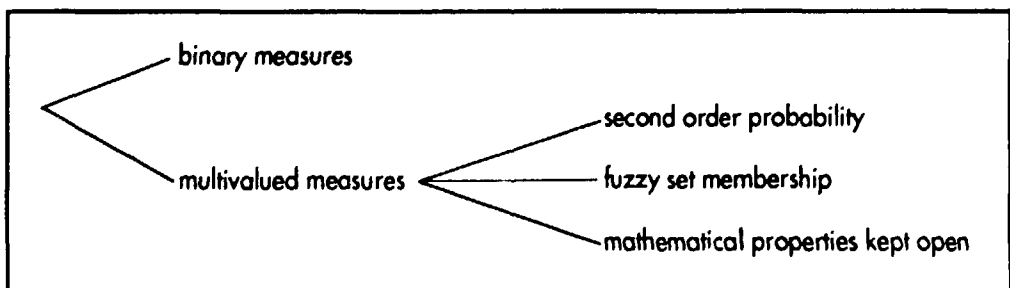 binary measures
second order probability
multivalued measures
fuzzy set membership
mathematical properties kept open